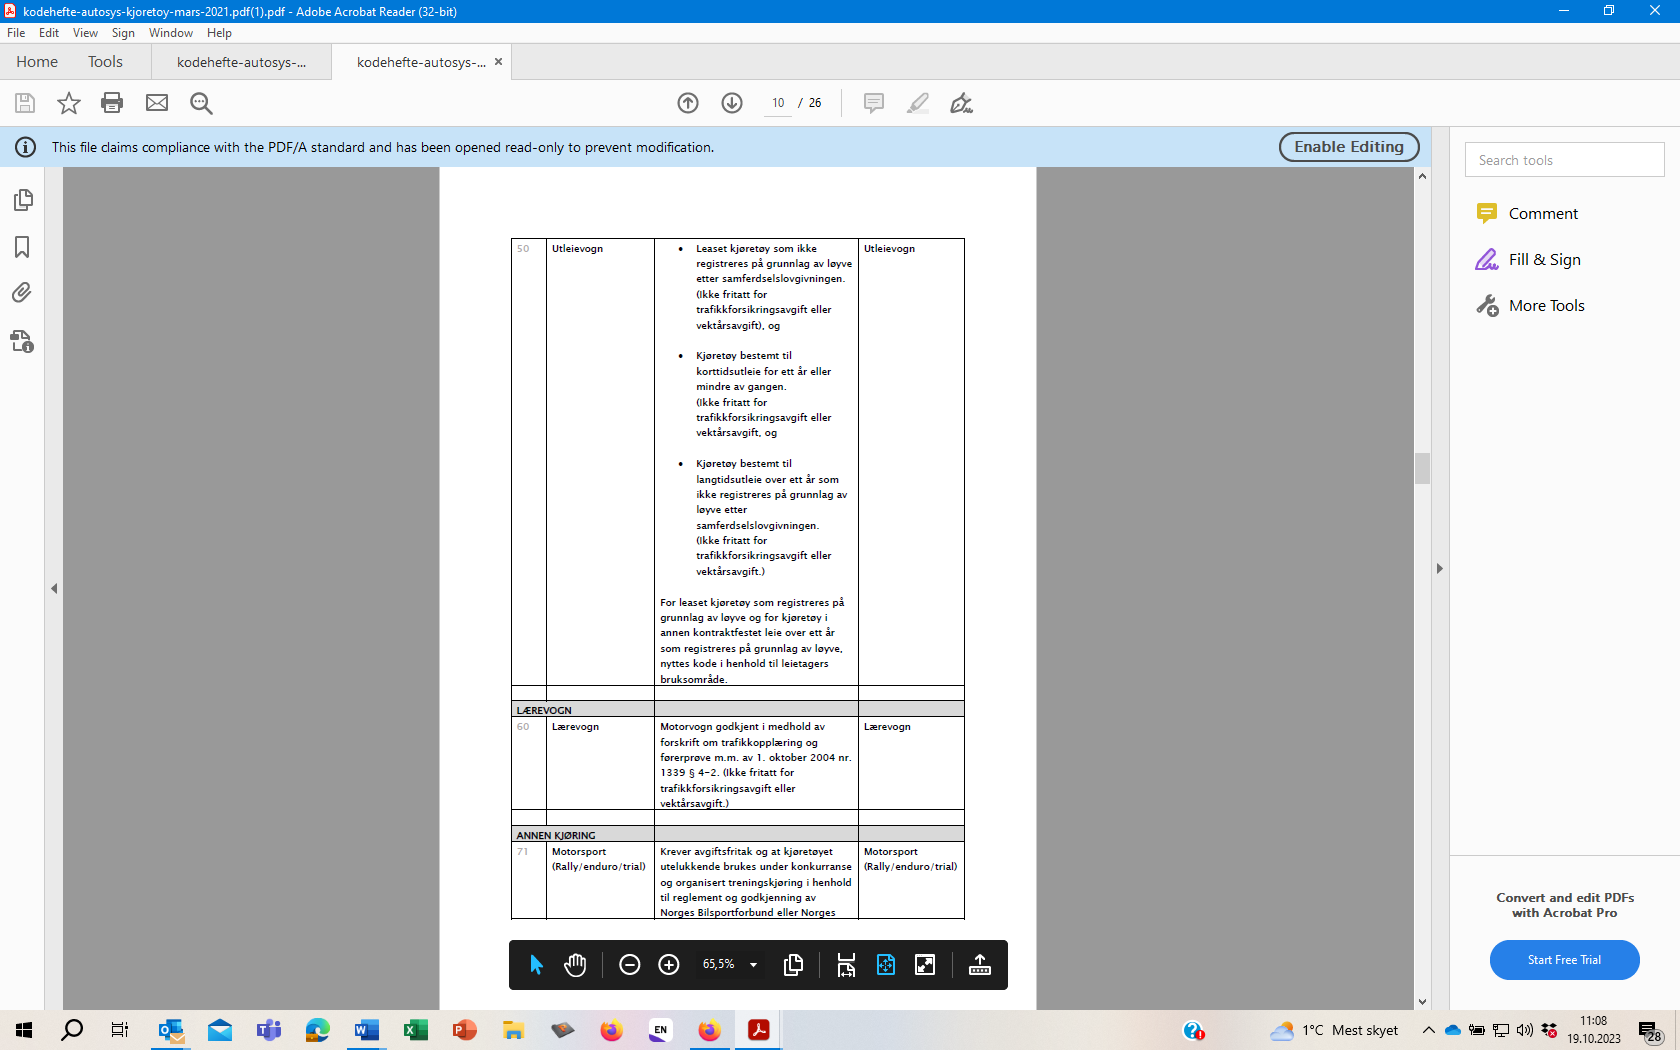 kodehefte-autosys-kjoretoy-mars-2021.pdf(1).pdf - Adobe Acrobat Reader (32-bit)
File Edit View Sign Window Help
Home Tools kodehefte-autosys-... kodehefte-autosys-...
10 / 26
This file claims compliance with the PDF/A standard and has been opened read-only to prevent modification.
Enable Editing
Search tools
Comment
Fill & Sign
More Tools
50 Utleievogn
• Leaset kjøretøy som ikke
registreres på grunnlag av løyve
etter samferdselslovgivningen.
(Ikke fritatt for
trafikkforsikringsavgift eller
vektårsavgift), og
• Kjøretøy bestemt til
korttidsutleie for ett år eller
mindre av gangen.
(Ikke fritatt for
trafikkforsikringsavgift eller
vektårsavgift, og
• Kjøretøy bestemt til
langtidsutleie over ett år som
ikke registreres på grunnlag av
løyve etter
samferdselslovgivningen.
(Ikke fritatt for
trafikkforsikringsavgift eller
vektårsavgift.)
For leaset kjøretøy som registreres på
grunnlag av løyve og for kjøretøy i
annen kontraktfestet leie over ett år
som registreres på grunnlag av løyve,
nyttes kode i henhold til leietagers
bruksområde.
Utleievogn
LÆREVOGN
60 Lærevogn
Motorvogn godkjent i medhold av
forskrift om trafikkopplæring og
førerprøve m.m. av 1. oktober 2004 nr.
1339 § 4-2. (Ikke fritatt for
trafikkforsikringsavgift eller
vektårsavgift.)
Lærevogn
ANNEN KJØRING
71 Motorsport
(Rally/enduro/trial)
Krever avgiftsfritak og at kjøretøyet
utelukkende brukes under konkurranse
og organisert treningskjøring i henhold
til reglement og godkjenning av
Norges Bilsportforbund eller Norges
Motorsport
(Rally/enduro/trial)
65,5%
Convert and edit PDFs
with Acrobat Pro
Start Free Trial
EN
1°C Mest skyet
11:08
19.10.2023
28